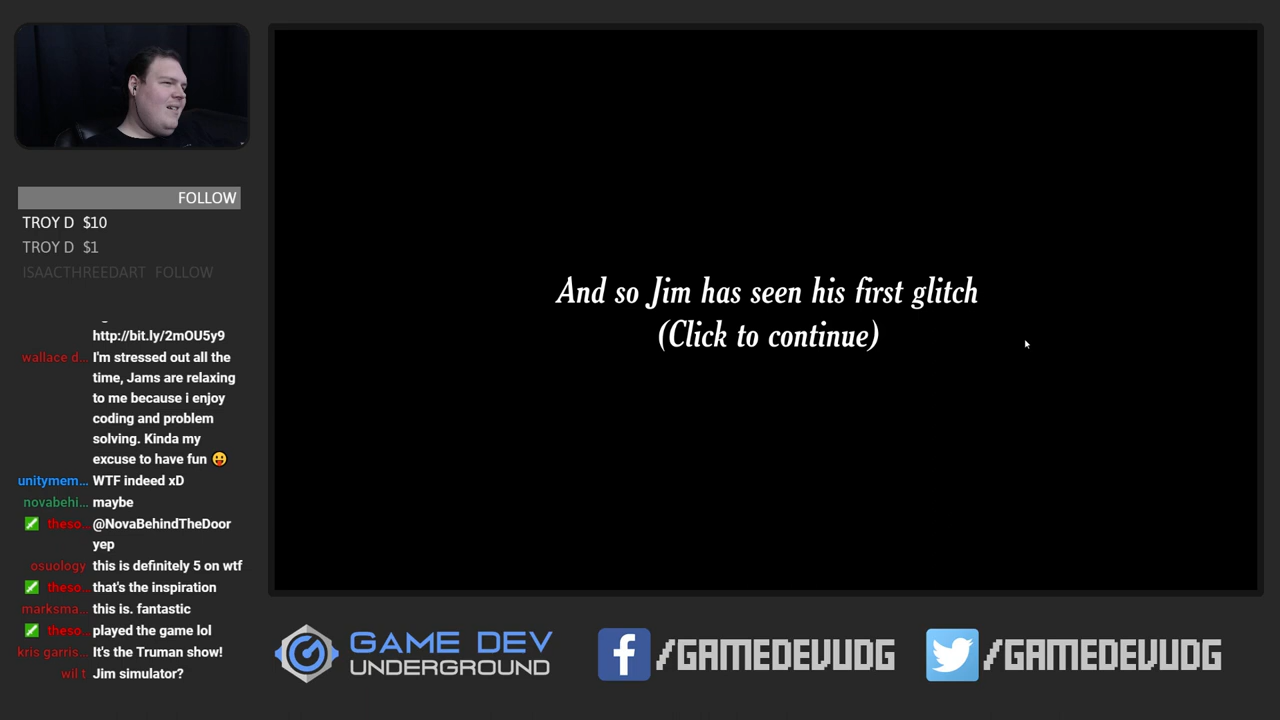 FOLLOW
TROY D $10
TROY D $1
ISAACTHREEDART FOLLOW
http://bit.ly/2mOU5y9
wallace d... I'm stressed out all the
time, Jams are relaxing
to me because i enjoy
coding and problem
solving. Kinda my
excuse to have fun 😛
unitymem... WTF indeed xD
novabehi... maybe
theso... @NovaBehindTheDoor
yep
osuology this is definitely 5 on wtf
theso... that's the inspiration
marksma... this is. fantastic
theso... played the game lol
kris garris... It's the Truman show!
wil t Jim simulator?
And so Jim has seen his first glitch
(Click to continue)
GAME DEV
UNDERGROUND
/GAMEDEVUDG
/GAMEDEVUDG